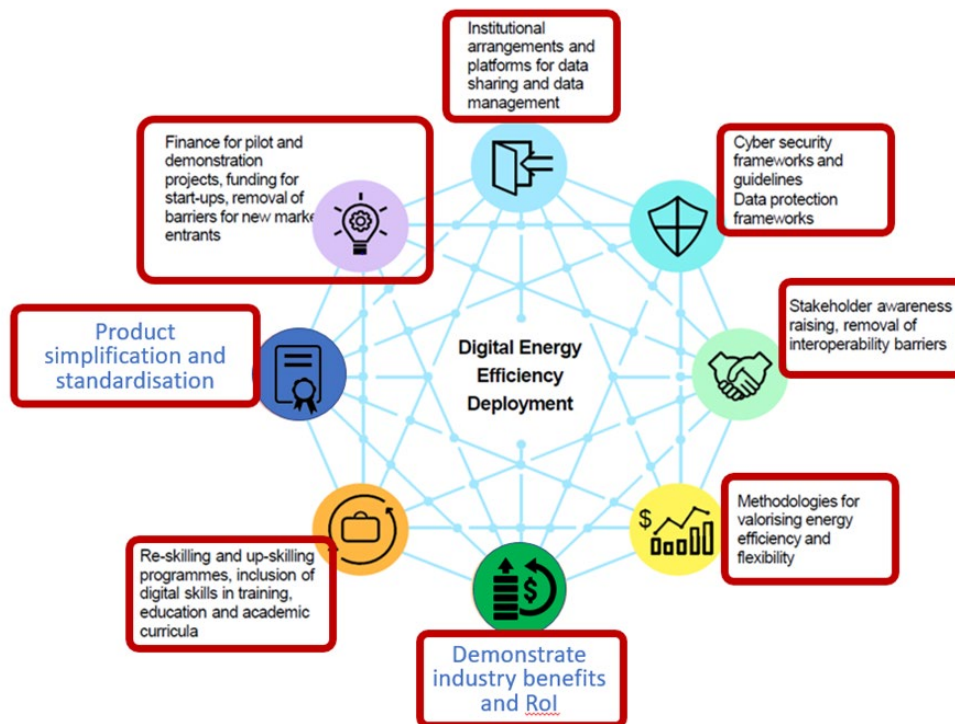 Institutional
arrangements and
platforms for data
sharing and data
management
Finance for pilot and
demonstration
projects, funding for
start-ups, removal of
barriers for new marke
entrants
Cyber security
frameworks and
guidelines
Data protection
frameworks
Stakeholder awareness
raising, removal of
interoperability barriers
Product
simplification and
standardisation
Digital Energy
Efficiency
Deployment
Methodologies for
valorising energy
efficiency and
flexibility
$
Re-skilling and up-skilling
programmes, inclusion of
digital skills in training,
education and academic
curricula
$
Demonstrate
industry benefits
and RoI